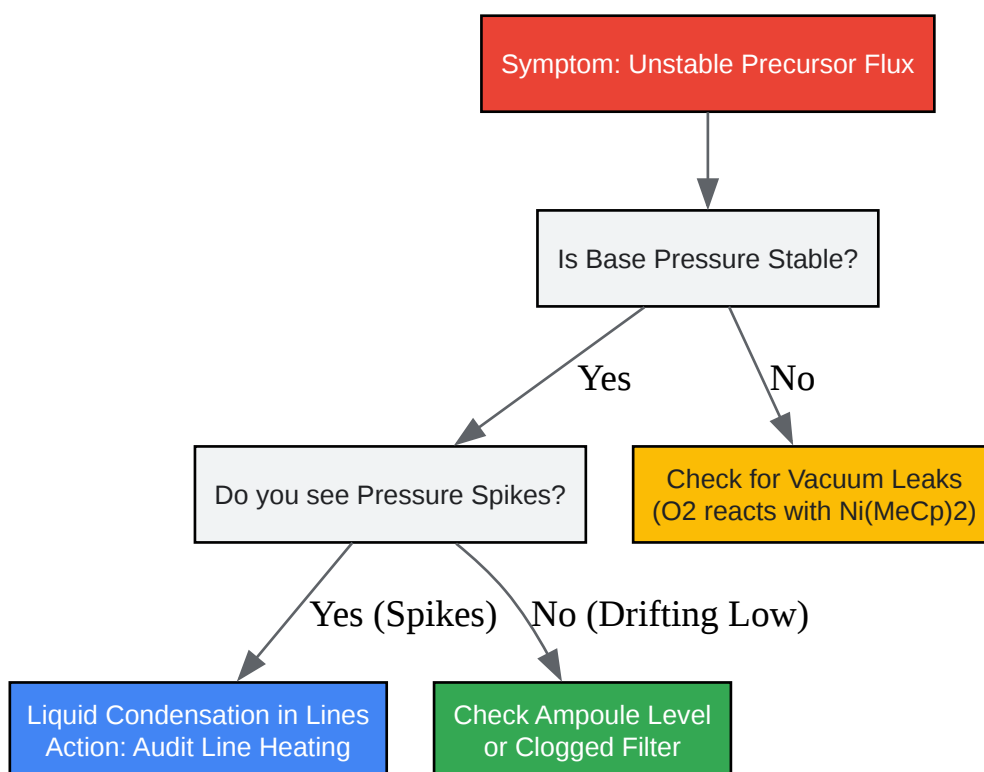 Symptom: Unstable Precursor Flux
Is Base Pressure Stable?
Yes
No
Do you see Pressure Spikes?
Check for Vacuum Leaks
(O2 reacts with Ni(MeCp)2)
Yes (Spikes)
No (Drifting Low)
Liquid Condensation in Lines
Action: Audit Line Heating
Check Ampoule Level
or Clogged Filter